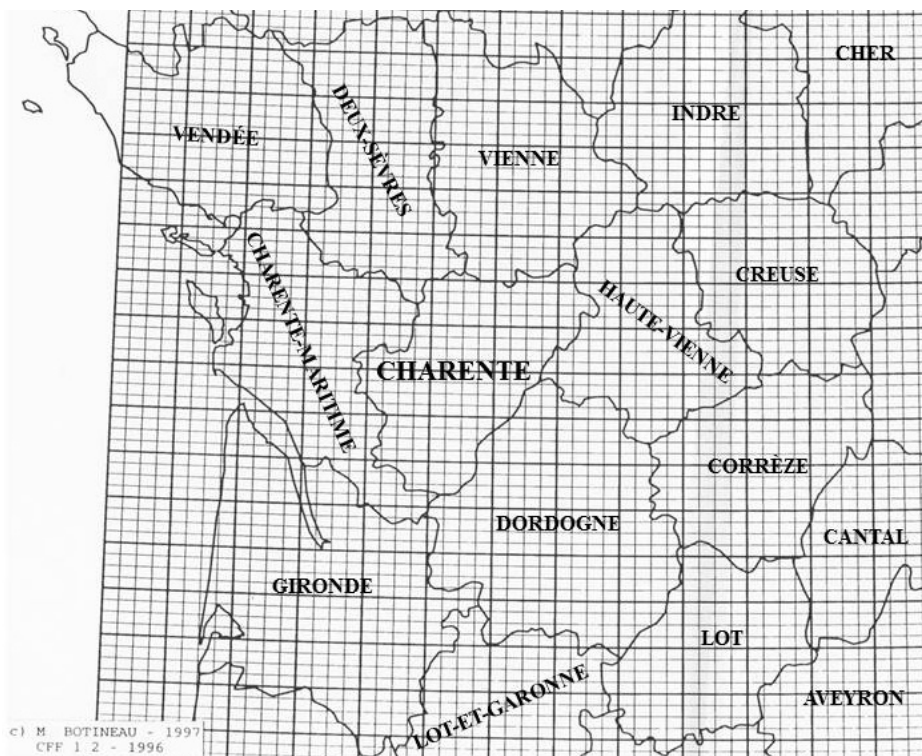 CHER
DEUX-SÈVRES
INDRE
VENDÉE
VIENNE
CHARENTE-MARITIME
CREUSE
HAUTE-VIENNE
CHARENTE
CORRÈZE
DORDOGNE
CANTAL
GIRONDE
LOT
LOT-ET-GARONNE
AVEYRON
c) M BOTINEAU - 1997
CFF 1 2 - 1996